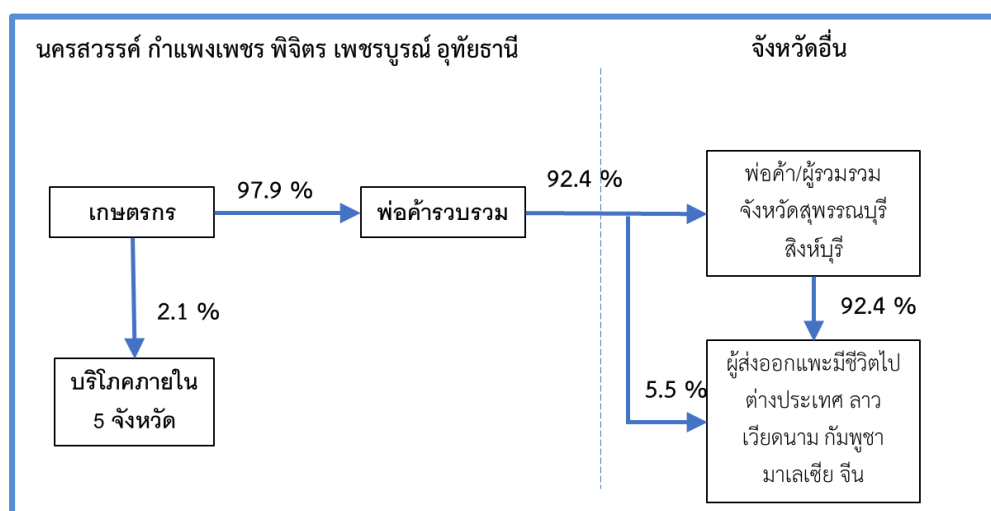 นครสวรรค์ กำแพงเพชร พิจิตร เพชรบูรณ์ อุทัยธานี
จังหวัดอื่น
เกษตรกร
97.9 %
พ่อค้ารวบรวม
92.4 %
พ่อค้า/ผู้รวมรวม
จังหวัดสุพรรณบุรี
สิงห์บุรี
2.1 %
92.4 %
บริโภคภายใน
5 จังหวัด
5.5 %
ผู้ส่งออกแพะมีชีวิตไป
ต่างประเทศ ลาว
เวียดนาม กัมพูชา
มาเลเซีย จีน